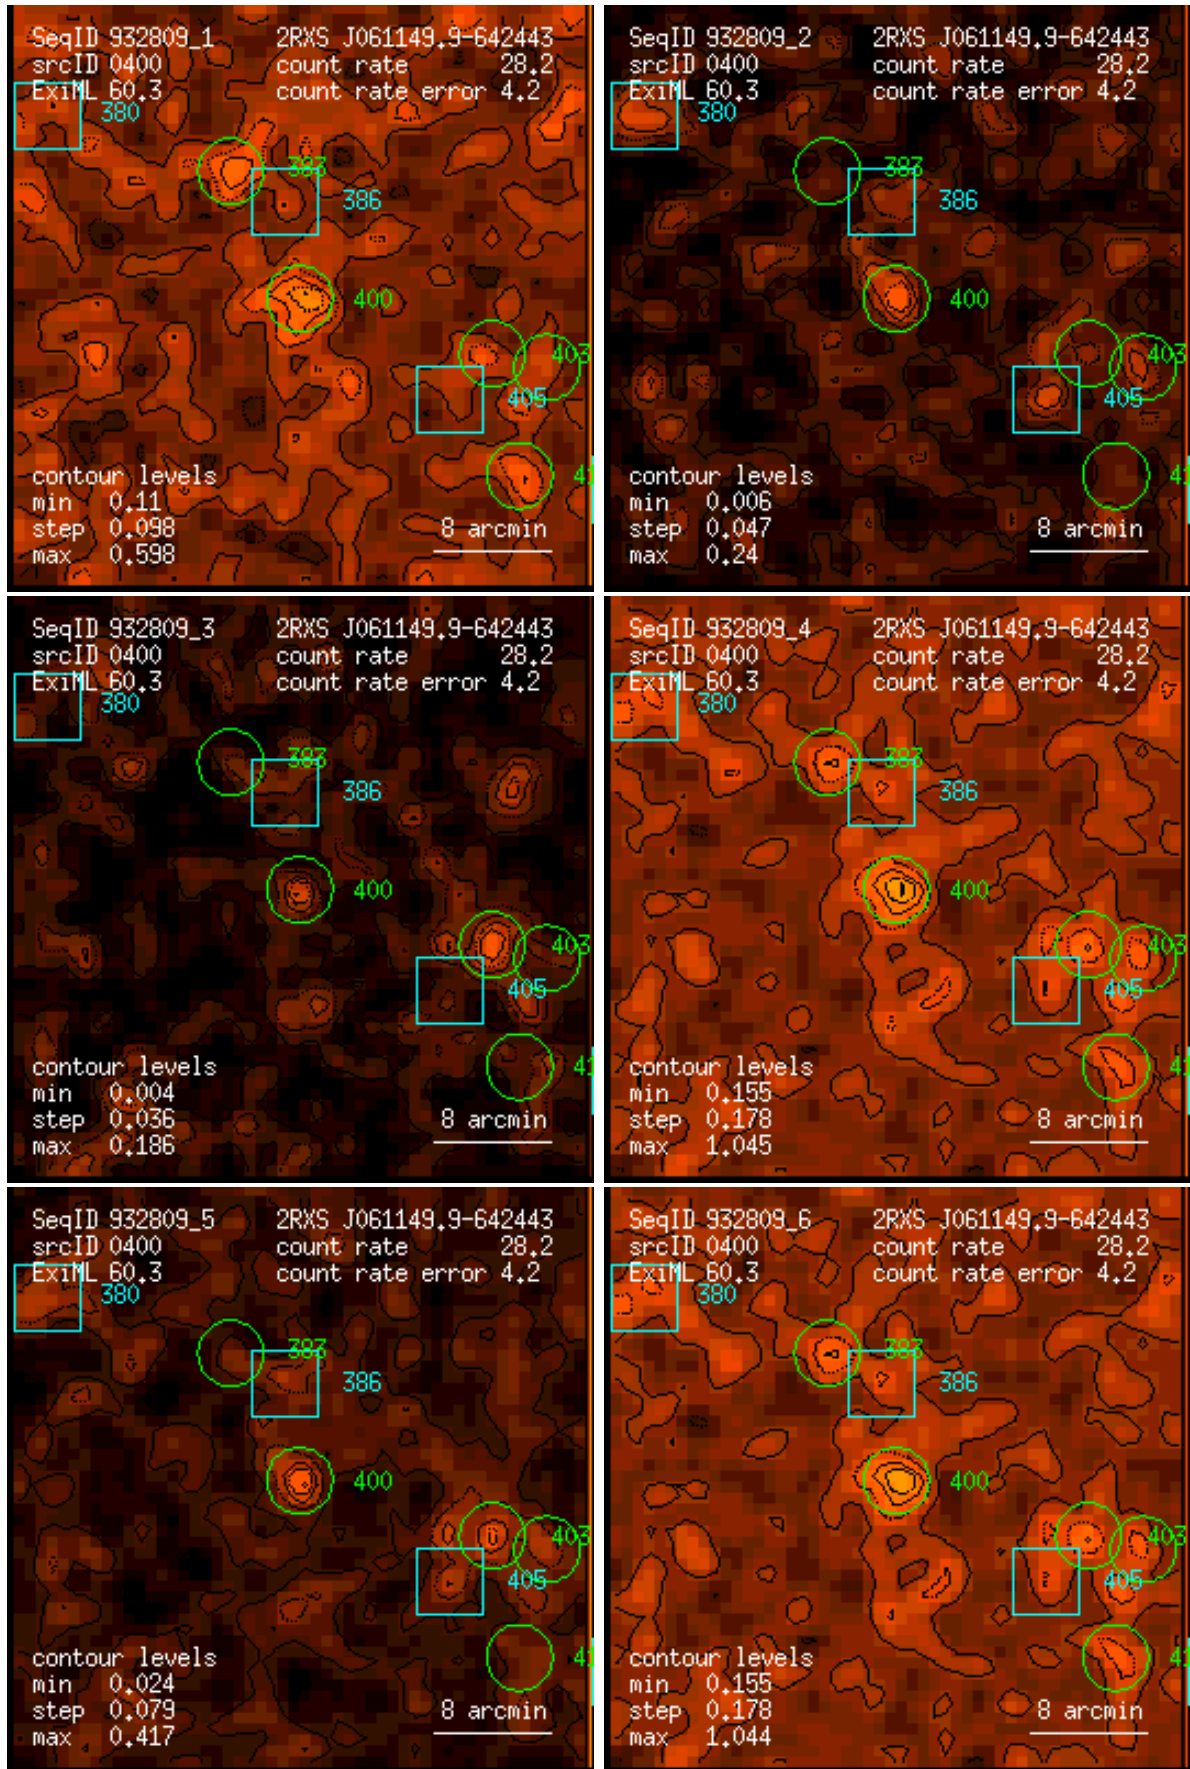 SeqID 932809_1 2RXS J061149.9-642443
srcID 0400 count rate 28.2
ExiML 60.3 count rate error 4.2
380
383
386
400
403
405
contour levels
min 0.11
step 0.098 8 arcmin
max 0.598
SeqID 932809_2 2RXS J061149.9-642443
srcID 0400 count rate 28.2
ExiML 60.3 count rate error 4.2
380
383
386
400
403
405
contour levels
min 0.006
step 0.047 8 arcmin
max 0.24
SeqID 932809_3 2RXS J061149.9-642443
srcID 0400 count rate 28.2
ExiML 60.3 count rate error 4.2
380
383
386
400
403
405
contour levels
min 0.004
step 0.036 8 arcmin
max 0.186
SeqID 932809_4 2RXS J061149.9-642443
srcID 0400 count rate 28.2
ExiML 60.3 count rate error 4.2
380
383
386
400
403
405
contour levels
min 0.155
step 0.178 8 arcmin
max 1.045
SeqID 932809_5 2RXS J061149.9-642443
srcID 0400 count rate 28.2
ExiML 60.3 count rate error 4.2
380
383
386
400
403
405
contour levels
min 0.024
step 0.079 8 arcmin
max 0.417
SeqID 932809_6 2RXS J061149.9-642443
srcID 0400 count rate 28.2
ExiML 60.3 count rate error 4.2
380
383
386
400
403
405
contour levels
min 0.155
step 0.178 8 arcmin
max 1.044